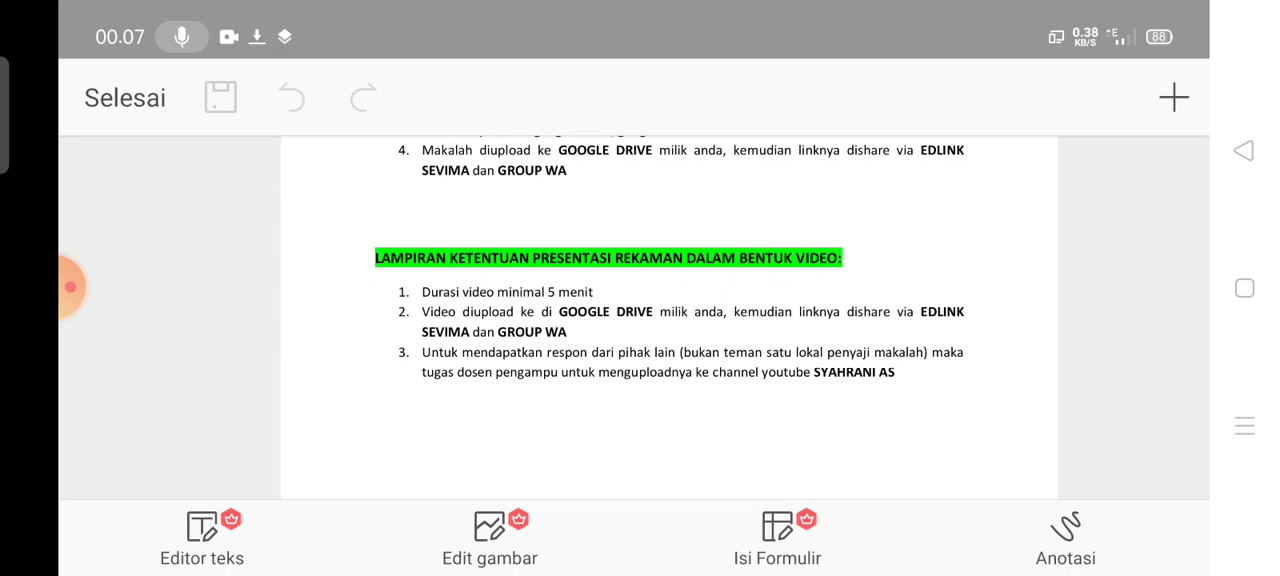 00.07
0.38
KB/S
E
88
Selesai
4. Makalah diupload ke GOOGLE DRIVE milik anda, kemudian linknya dishare via EDLINK
SEVIMA dan GROUP WA
LAMPIRAN KETENTUAN PRESENTASI REKAMAN DALAM BENTUK VIDEO:
1. Durasi video minimal 5 menit
2. Video diupload ke di GOOGLE DRIVE milik anda, kemudian linknya dishare via EDLINK
SEVIMA dan GROUP WA
3. Untuk mendapatkan respon dari pihak lain (bukan teman satu lokal penyaji makalah) maka
tugas dosen pengampu untuk menguploadnya ke channel youtube SYAHRANI AS
Editor teks
Edit gambar
Isi Formulir
Anotasi